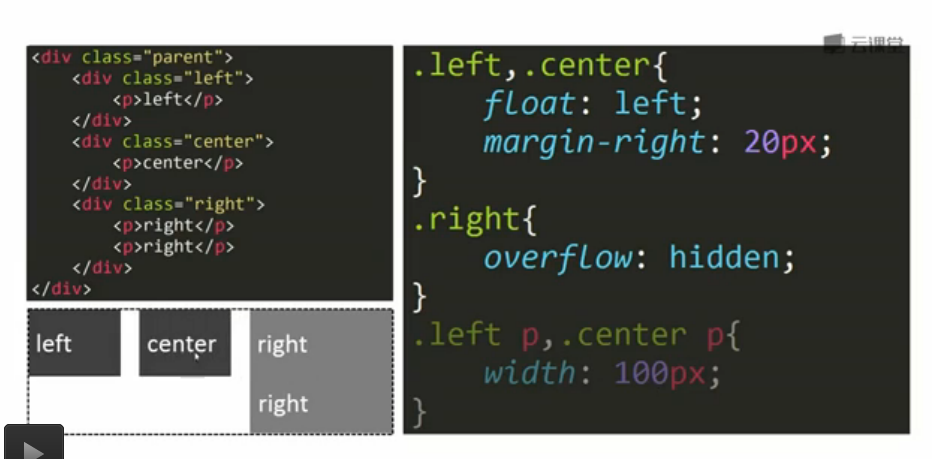 云课堂
<div class="parent">
<div class="left">
<p>left</p>
</div>
<div class="center">
<p>center</p>
</div>
<div class="right">
<p>right</p>
<p>right</p>
</div>
</div>
left center right
right
.left,.center{
float: left;
margin-right: 20px;
}
.right{
overflow: hidden;
}
.left p,.center p{
width: 100px;
}